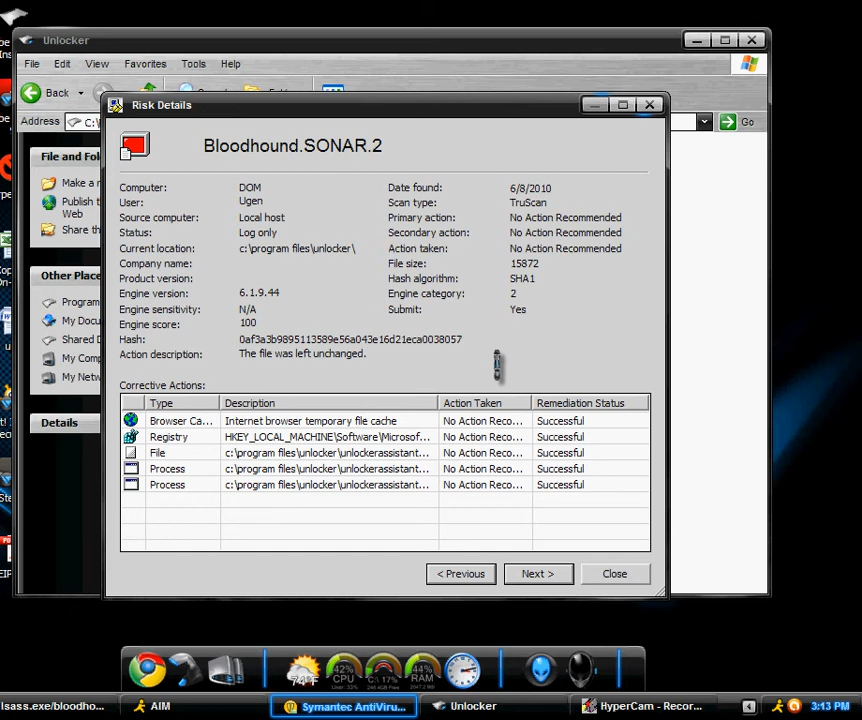 Unlocker
File Edit View Favorites Tools Help
Back
Address C:\
Go
Risk Details
Bloodhound.SONAR.2
Computer: DOM Date found: 6/8/2010
User: Ugen Scan type: TruScan
Source computer: Local host Primary action: No Action Recommended
Status: Log only Secondary action: No Action Recommended
Current location: c:\program files\unlocker\ Action taken: No Action Recommended
Company name: File size: 15872
Product version: Hash algorithm: SHA1
Engine version: 6.1.9.44 Engine category: 2
Engine sensitivity: N/A Submit: Yes
Engine score: 100
Hash: 0af3a3b9895113589e56a043e16d21eca0038057
Action description: The file was left unchanged.
Corrective Actions:
Type Description Action Taken Remediation Status
Browser Ca... Internet browser temporary file cache No Action Reco... Successful
Registry HKEY_LOCAL_MACHINE\Software\Microsof... No Action Reco... Successful
File c:\program files\unlocker\unlockerassistant... No Action Reco... Successful
Process c:\program files\unlocker\unlockerassistant... No Action Reco... Successful
Process c:\program files\unlocker\unlockerassistant... No Action Reco... Successful
< Previous Next > Close
File and Fol
Make a n
Publish t
Web
Share th
Other Place
Program
My Docu
Shared D
My Comp
My Netw
Details
74°F 42% CPU C:\ 17% 44% RAM
lsass.exe/bloodho... AIM Symantec AntiViru... Unlocker HyperCam - Recor... 3:13 PM